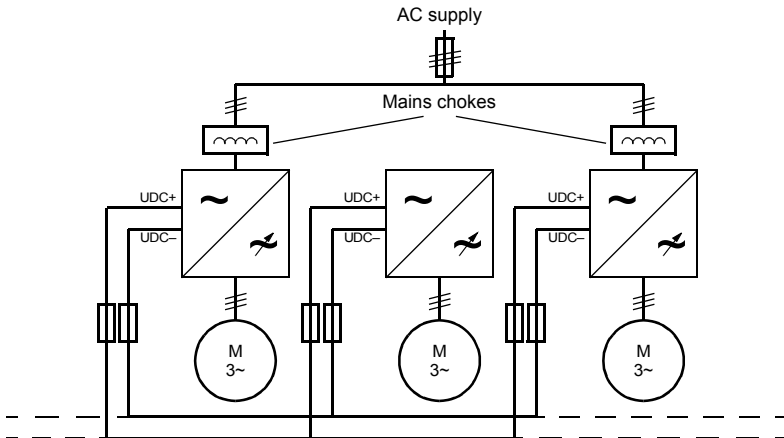 AC supply
Mains chokes
UDC+
UDC–
UDC+
UDC–
UDC+
UDC–
M
3~
M
3~
M
3~